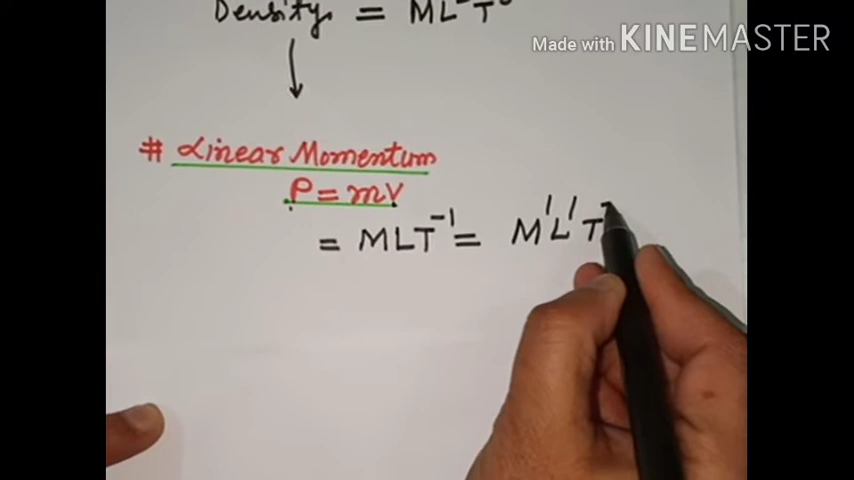 Density = ML T
Made with KINEMASTER
# Linear Momentum
P = mV
= MLT⁻¹ = M¹L¹T⁻